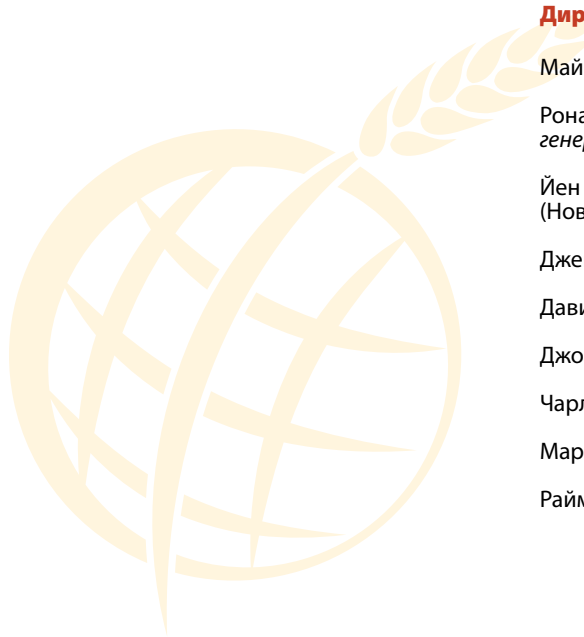 Дир
Май
Рона
генер
Йен
(Нов
Дже
Дави
Джо
Чарл
Мар
Райм